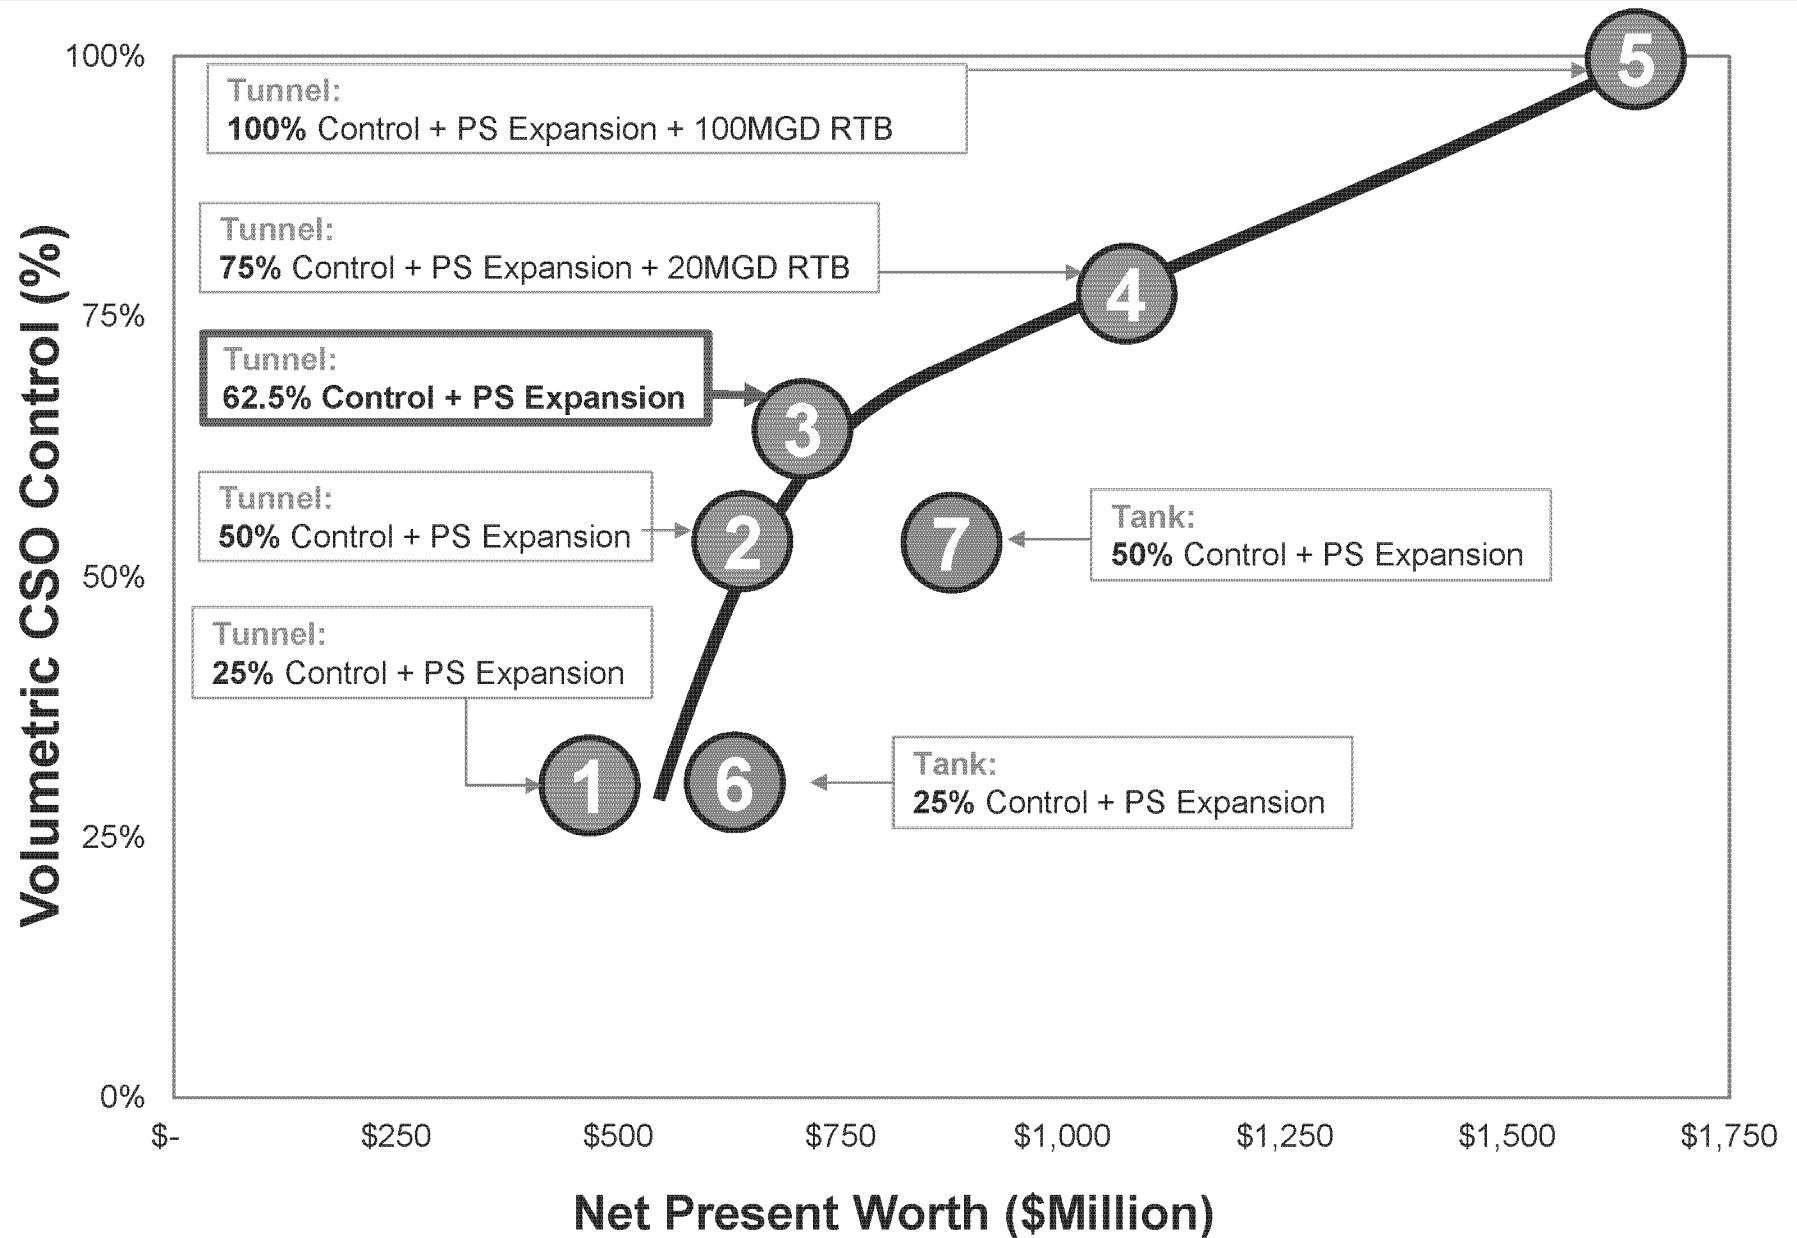 100%
75%
50%
25%
0%
Volumetric CSO Control (%)
Tunnel:
100% Control + PS Expansion + 100MGD RTB
5
Tunnel:
75% Control + PS Expansion + 20MGD RTB
4
Tunnel:
62.5% Control + PS Expansion
3
Tunnel:
50% Control + PS Expansion
2
7
Tank:
50% Control + PS Expansion
Tunnel:
25% Control + PS Expansion
1
6
Tank:
25% Control + PS Expansion
$- $250 $500 $750 $1,000 $1,250 $1,500 $1,750
Net Present Worth ($Million)